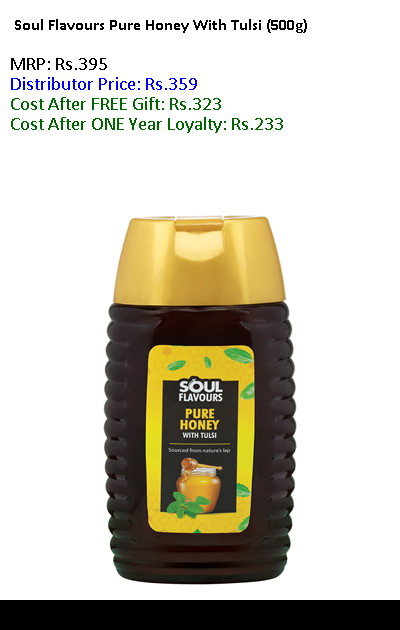 Soul Flavours Pure Honey With Tulsi (500g)
MRP: Rs.395
Distributor Price: Rs.359
Cost After FREE Gift: Rs.323
Cost After ONE Year Loyalty: Rs.233
SOUL
FLAVOURS
PURE
HONEY
WITH TULSI
Sourced from nature's lap